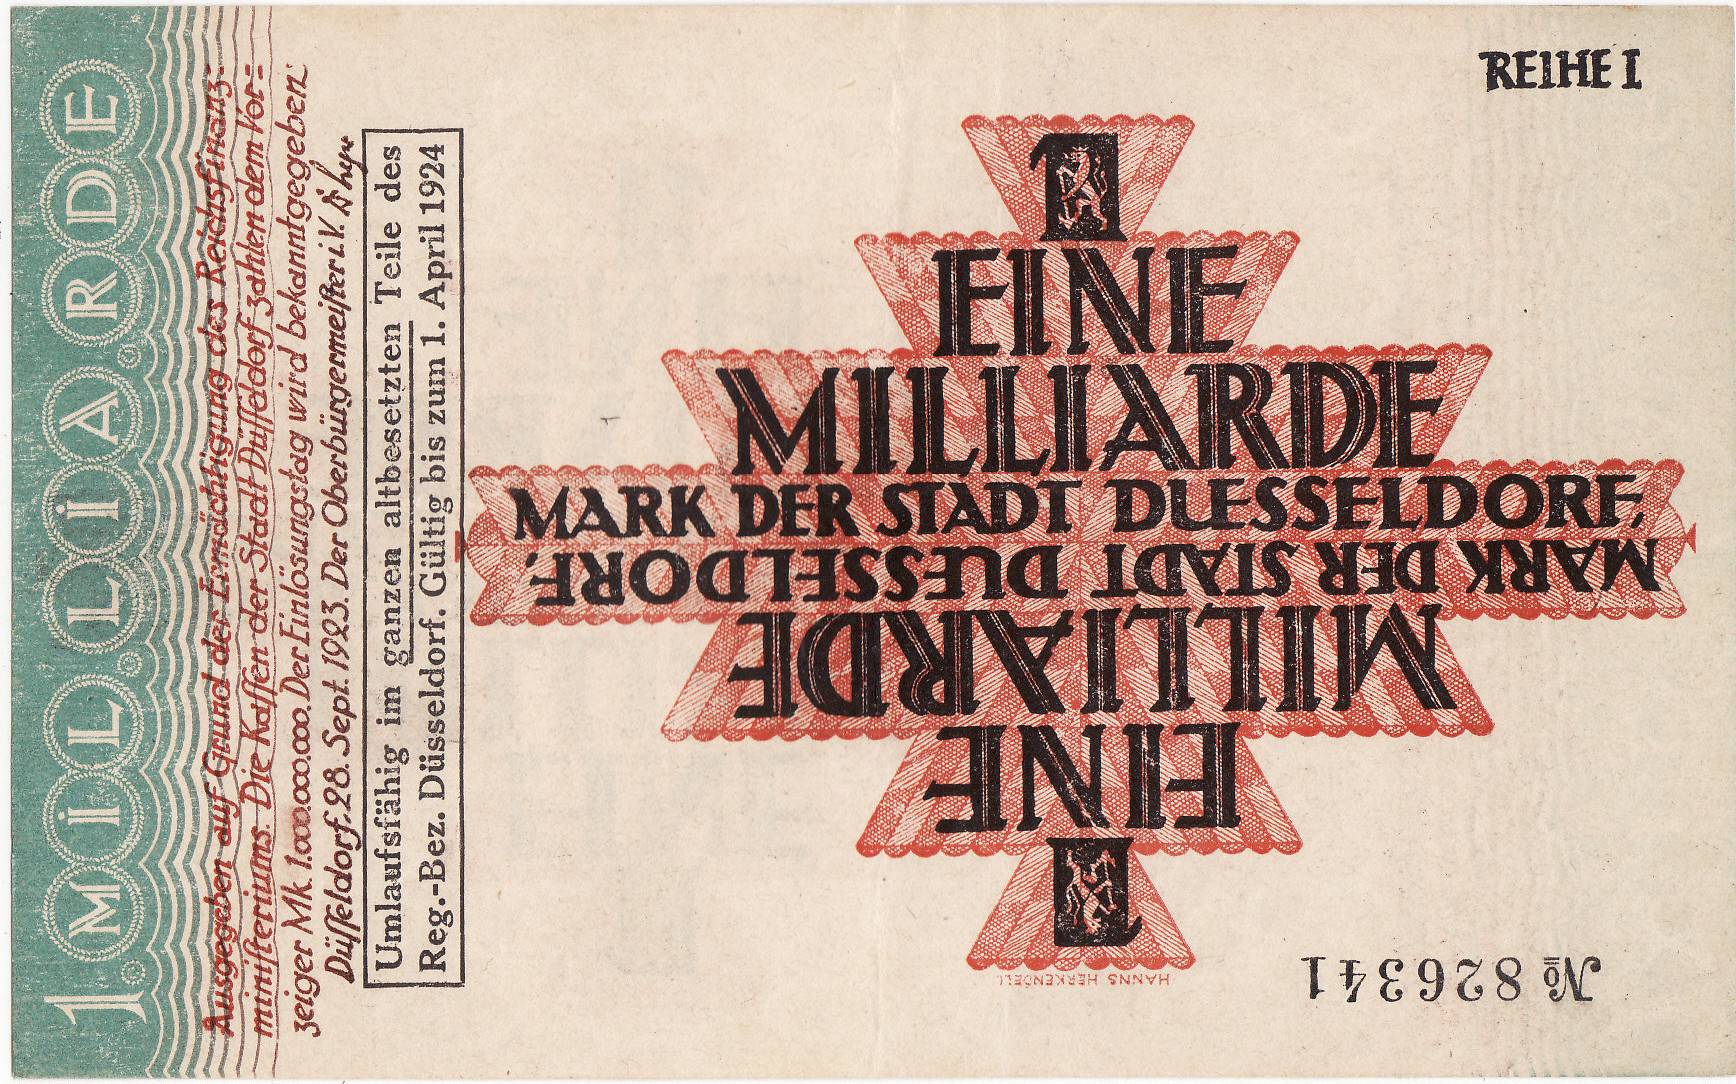 1 MİLLİARDE
Ausgegeben auf Grund der Ermächtigung des Reichsfinanz-
ministeriums. Die Kassen der Stadt Düsseldorf zahlen dem Vor-
zeiger Mk. 1.000.000.000. Der Einlösungstag wird bekanntgegeben.
Düsseldorf, 28. Sept. 1923. Der Oberbürgermeister i. V.
Umlaufsfähig im ganzen altbesetzten Teile des
Reg.-Bez. Düsseldorf. Gültig bis zum 1. April 1924
REIHE I
1
EINE
MILLIARDE
MARK DER STADT DUESSELDORF,
MARK DER STADT DUESSELDORF,
MILLIARDE
EINE
1
HANNS HERKENDELL
№ 826341